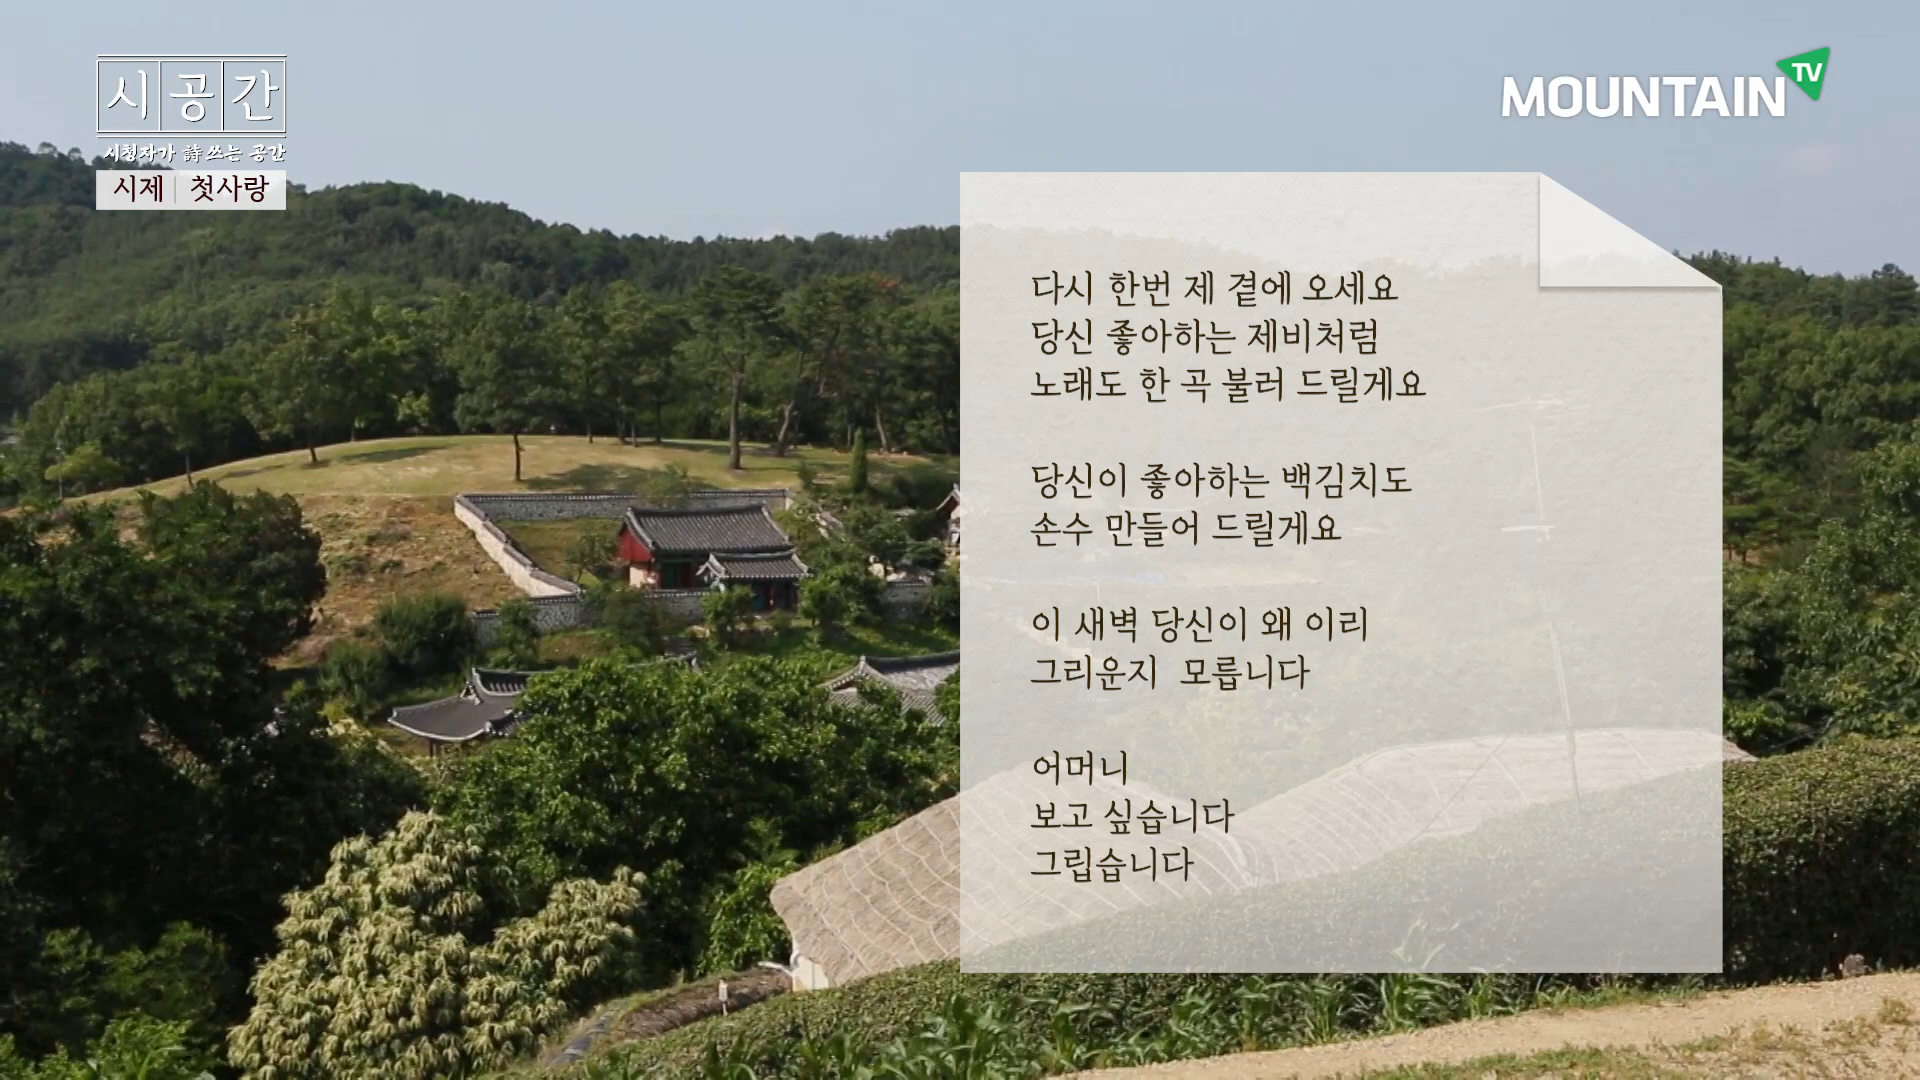 시공간
시청자가 詩 쓰는 공간
시제 | 첫사랑
MOUNTAIN TV
다시 한번 제 곁에 오세요
당신 좋아하는 제비처럼
노래도 한 곡 불러 드릴게요
당신이 좋아하는 백김치도
손수 만들어 드릴게요
이 새벽 당신이 왜 이리
그리운지 모릅니다
어머니
보고 싶습니다
그립습니다